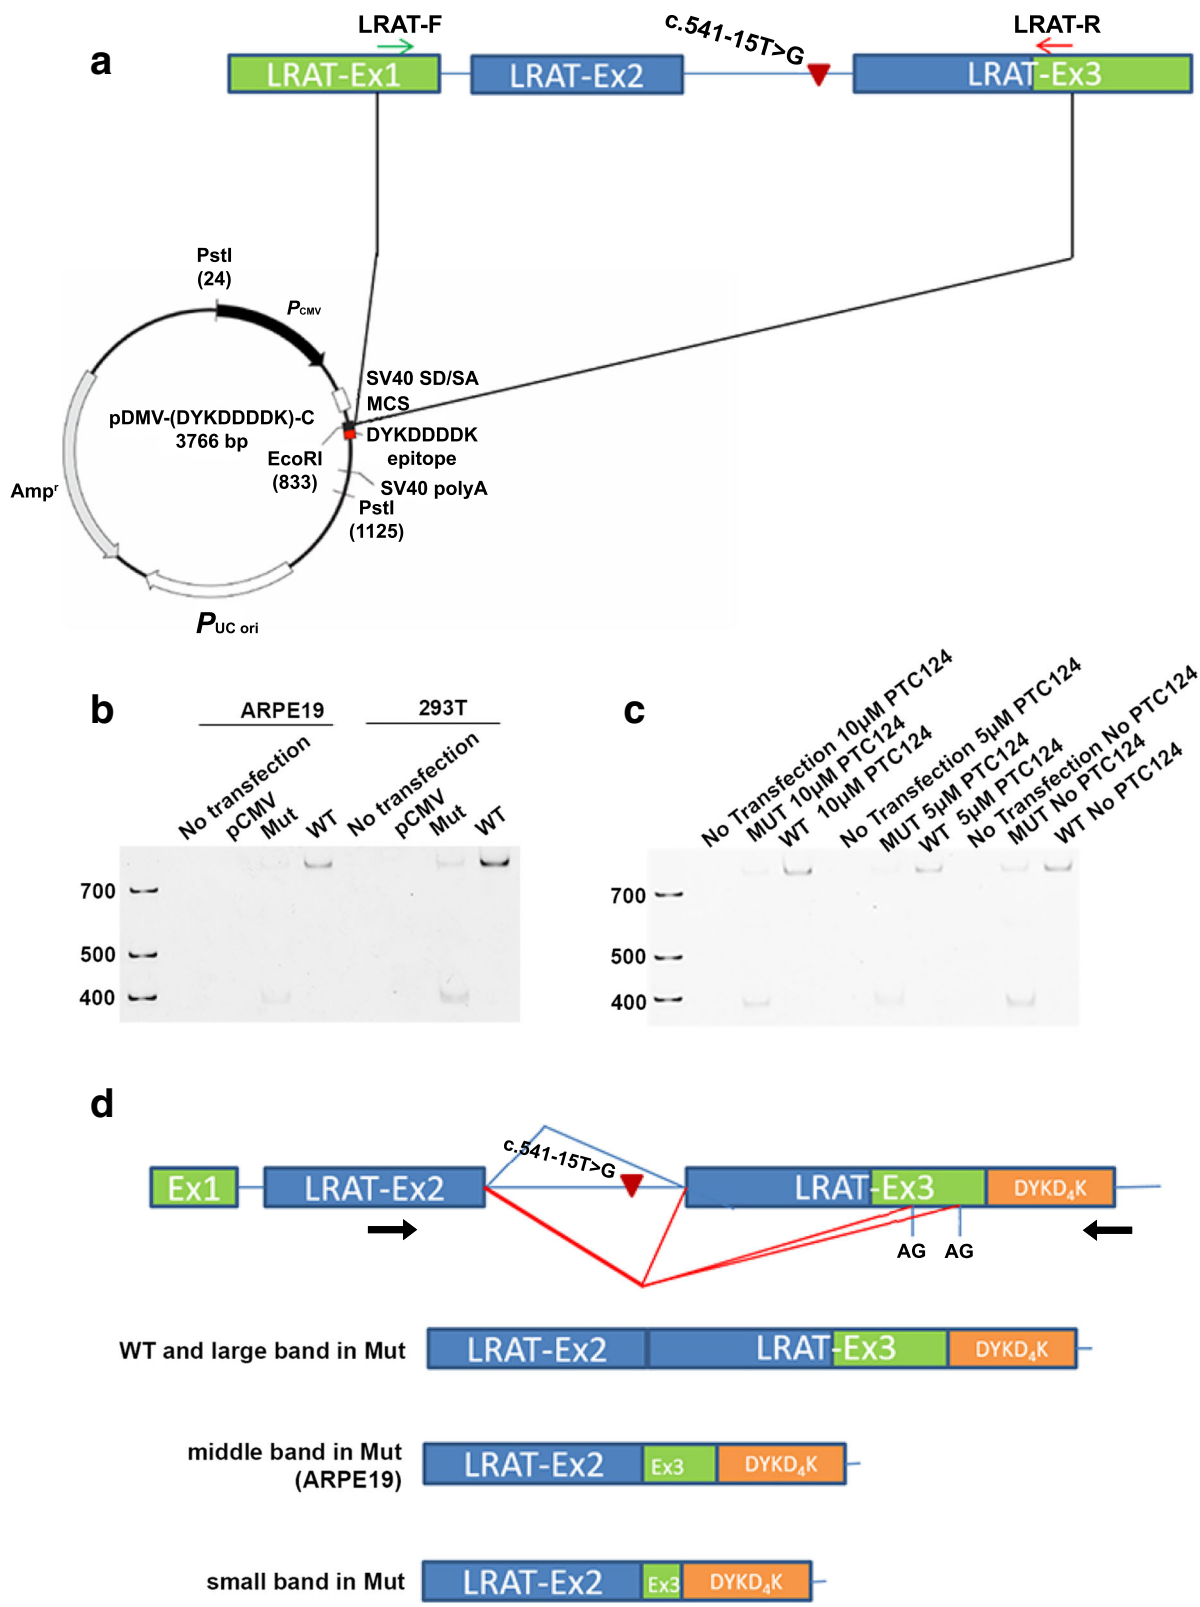 a
LRAT-F
c.541-15T>G
LRAT-R
LRAT-Ex1
LRAT-Ex2
LRAT-Ex3
PstI
(24)
PCMV
SV40 SD/SA
MCS
pDMV-(DYKDDDDK)-C
3766 bp
DYKDDDDK
epitope
EcoRI
(833)
SV40 polyA
PstI
(1125)
Ampr
PUC ori
b
ARPE19
293T
No transfection
pCMV
Mut
WT
No transfection
pCMV
Mut
WT
700
500
400
c
No Transfection 10µM PTC124
MUT 10µM PTC124
WT 10µM PTC124
No Transfection 5µM PTC124
MUT 5µM PTC124
WT 5µM PTC124
No Transfection No PTC124
MUT No PTC124
WT No PTC124
700
500
400
d
c.541-15T>G
Ex1
LRAT-Ex2
LRAT-Ex3
DYKD4K
AG
AG
WT and large band in Mut
LRAT-Ex2
LRAT-Ex3
DYKD4K
middle band in Mut
(ARPE19)
LRAT-Ex2
Ex3
DYKD4K
small band in Mut
LRAT-Ex2
Ex3
DYKD4K